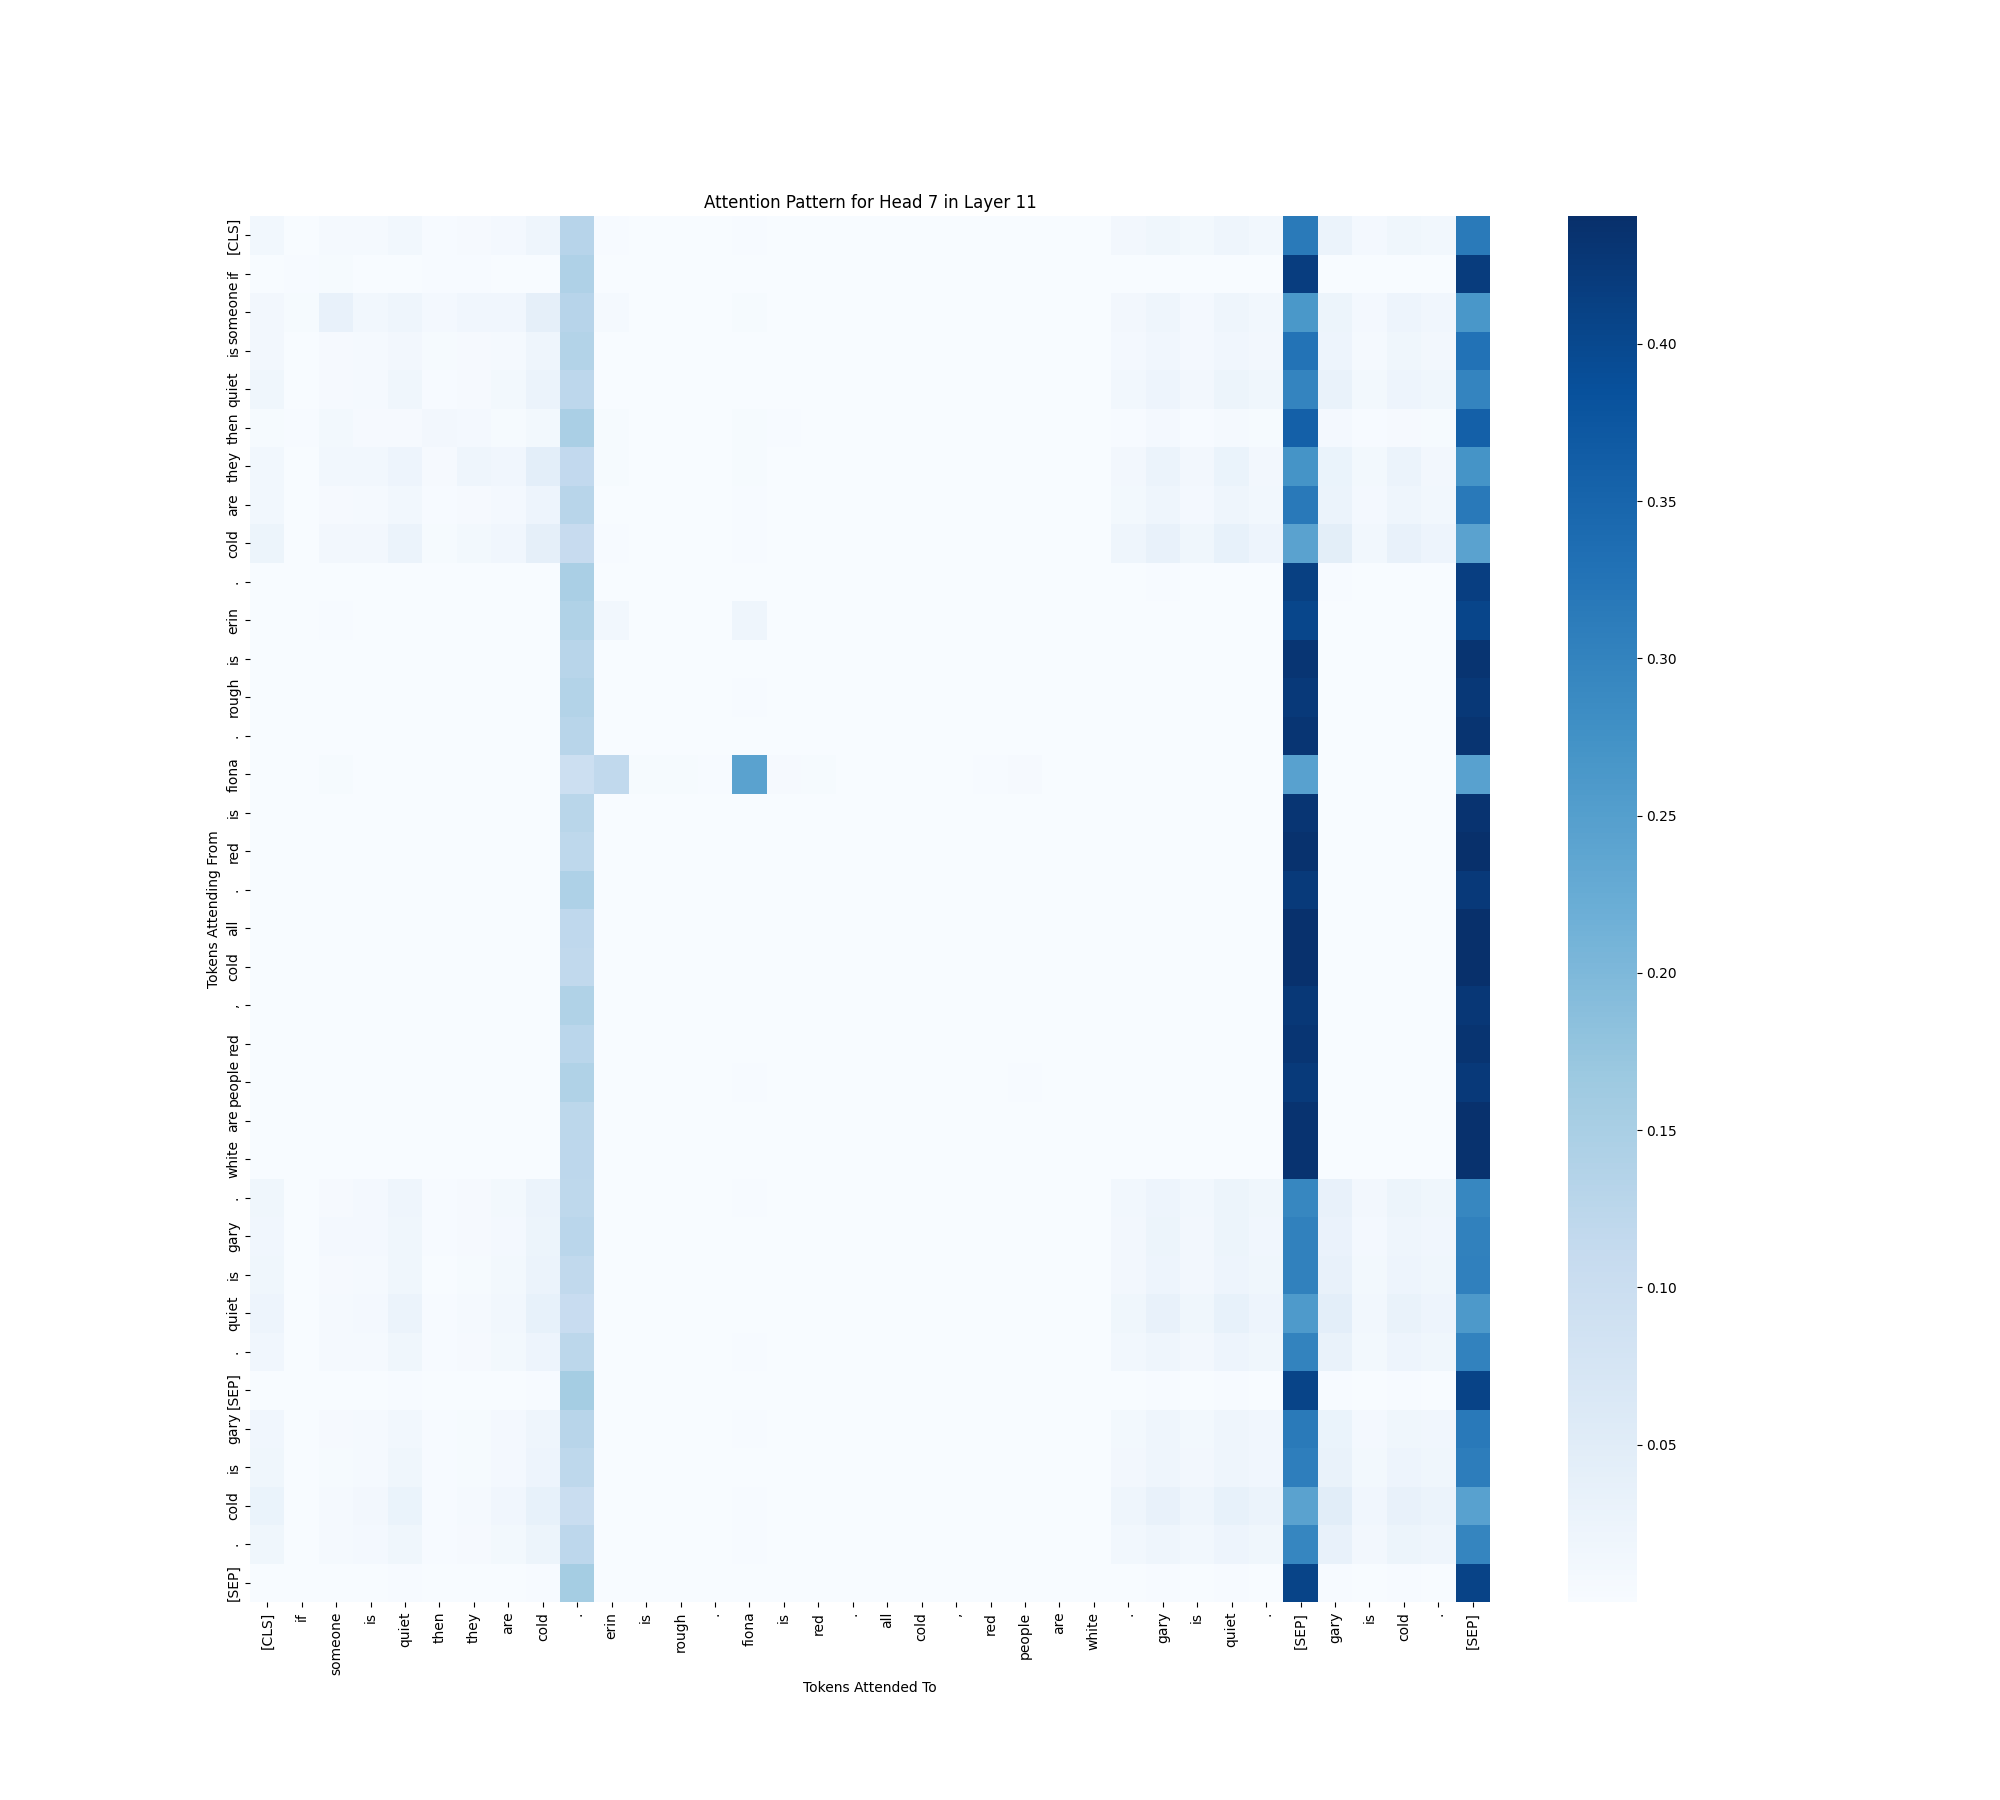 Attention Pattern for Head 7 in Layer 11
Tokens Attending From
[CLS]
if
someone
is
quiet
then
they
are
cold
.
erin
is
rough
.
fiona
is
red
.
all
cold
,
red
people
are
white
.
gary
is
quiet
.
[SEP]
gary
is
cold
.
[SEP]
[CLS] if someone is quiet then they are cold . erin is rough . fiona is red . all cold , red people are white . gary is quiet . [SEP] gary is cold . [SEP]
Tokens Attended To
0.40
0.35
0.30
0.25
0.20
0.15
0.10
0.05